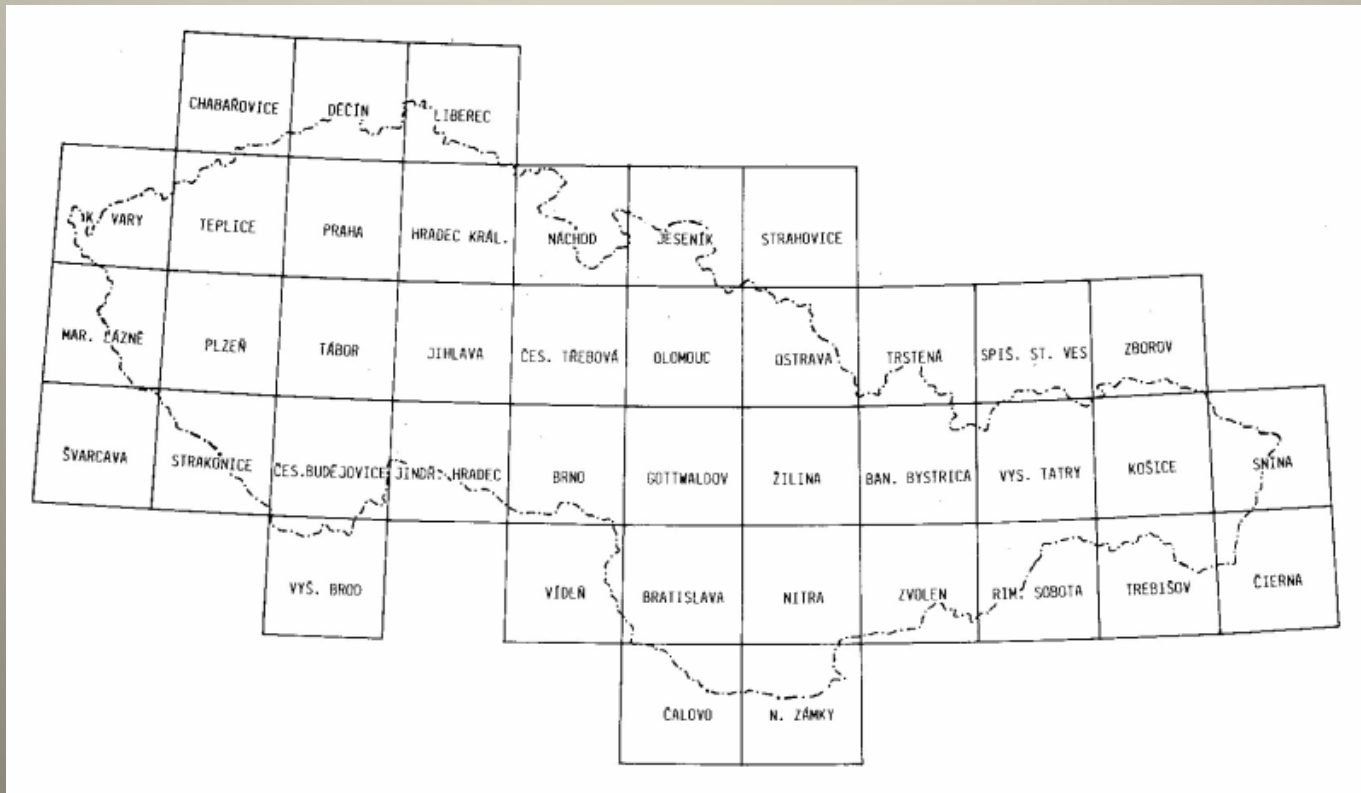 CHABAŘOVICE DĚČÍN LIBEREC
VARY TEPLICE PRAHA HRADEC KRÁL. NÁCHOD JESENÍK STRAHOVICE
MAR. LÁZNĚ PLZEŇ TÁBOR JIHLAVA ČES. TŘEBOVÁ OLOMOUC OSTRAVA TRSTENÁ SPIŠ. ST. VES ZBOROV
ŠVARCAVA STRAKONICE ČES.BUDĚJOVICE JINDŘ. HRADEC BRNO GOTTWALDOV ŽILINA BAN. BYSTRICA VYS. TATRY KOŠICE SNINA
VYŠ. BROD VÍDLŇ BRATISLAVA NITRA ZVOLEN RIM. SOBOTA TREBIŠOV ČIERNA
ČALOVO N. ZÁMKY